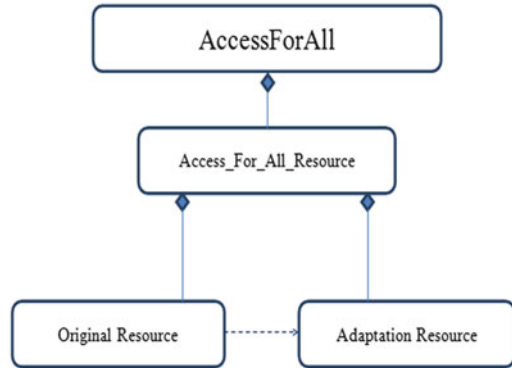 AccessForAll
Access_For_All_Resource
Original Resource
Adaptation Resource